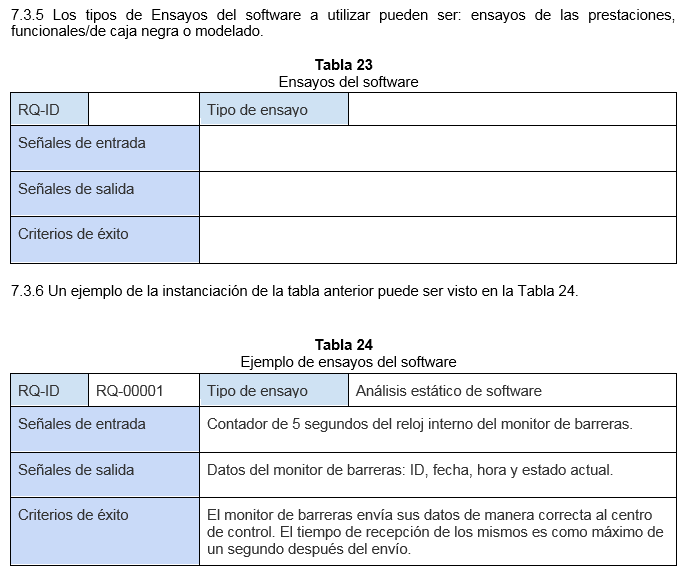 7.3.5 Los tipos de Ensayos del software a utilizar pueden ser: ensayos de las prestaciones,
funcionales/de caja negra o modelado.
Tabla 23
Ensayos del software
RQ-ID Tipo de ensayo
Señales de entrada
Señales de salida
Criterios de éxito
7.3.6 Un ejemplo de la instanciación de la tabla anterior puede ser visto en la Tabla 24.
Tabla 24
Ejemplo de ensayos del software
RQ-ID RQ-00001 Tipo de ensayo Análisis estático de software
Señales de entrada Contador de 5 segundos del reloj interno del monitor de barreras.
Señales de salida Datos del monitor de barreras: ID, fecha, hora y estado actual.
Criterios de éxito El monitor de barreras envía sus datos de manera correcta al centro
de control. El tiempo de recepción de los mismos es como máximo de
un segundo después del envío.